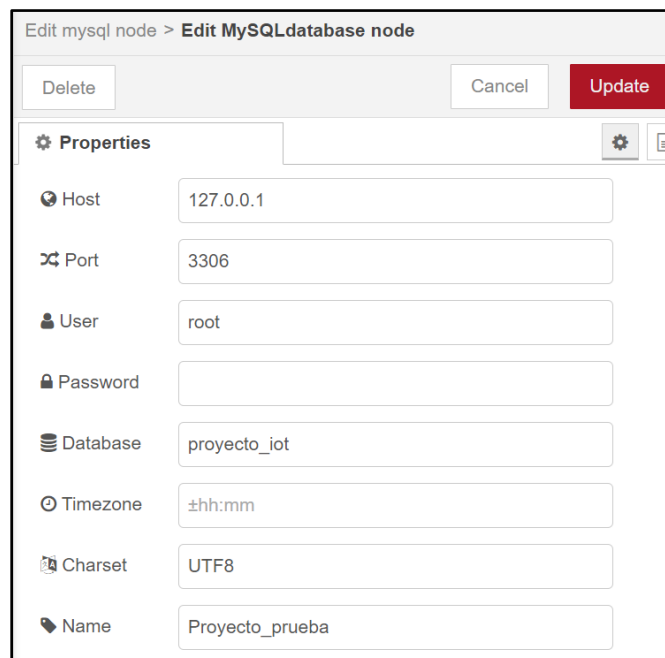 Edit mysql node > Edit MySQLdatabase node
Delete Cancel Update
Properties
Host 127.0.0.1
Port 3306
User root
Password
Database proyecto_iot
Timezone ±hh:mm
Charset UTF8
Name Proyecto_prueba